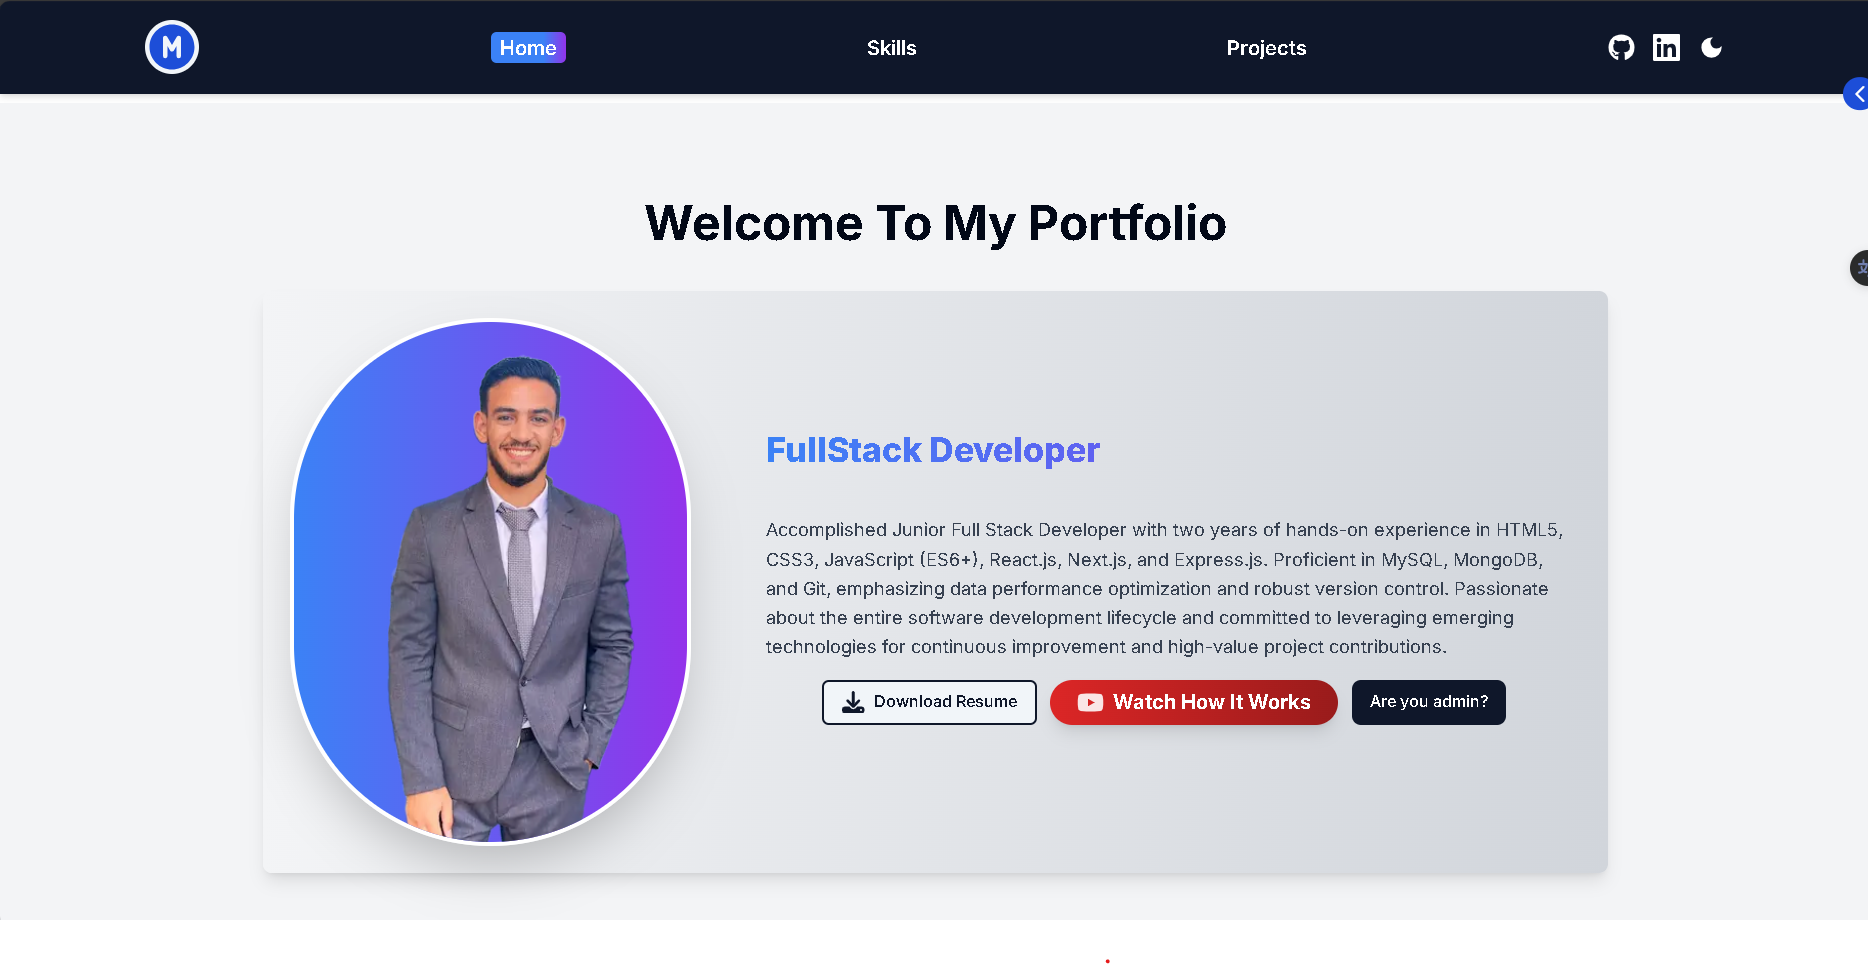 M
Home
Skills
Projects
in
Welcome To My Portfolio
FullStack Developer
Accomplished Junior Full Stack Developer with two years of hands-on experience in HTML5,
CSS3, JavaScript (ES6+), React.js, Next.js, and Express.js. Proficient in MySQL, MongoDB,
and Git, emphasizing data performance optimization and robust version control. Passionate
about the entire software development lifecycle and committed to leveraging emerging
technologies for continuous improvement and high-value project contributions.
Download Resume
Watch How It Works
Are you admin?